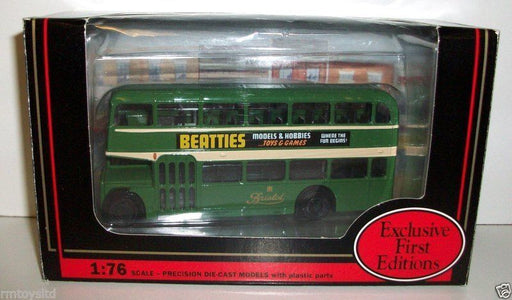 BEATTIES
MODELS & HOBBIES
...TOYS & GAMES
WHERE THE
FUN BEGINS!
Bristol
Exclusive
First
Editions
1:76 SCALE – PRECISION DIE-CAST MODELS with plastic parts
rmtoysltd